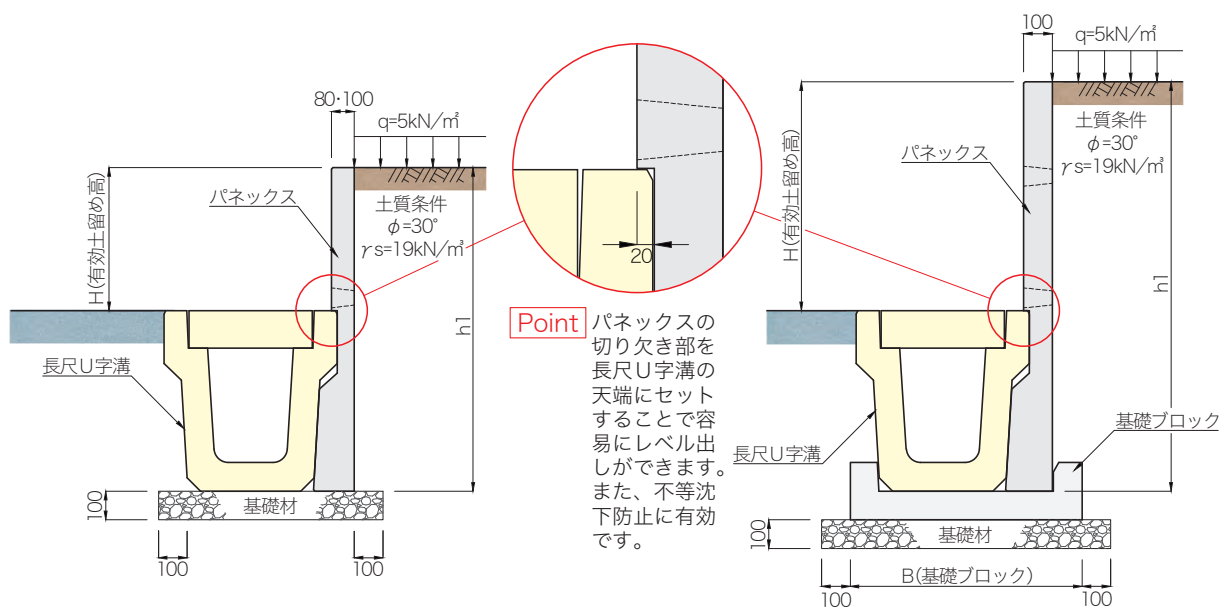 80・100
q=5kN/㎡
H(有効土留め高)
パネックス
土質条件
φ=30°
γs=19kN/㎥
h1
長尺U字溝
基礎材
100
100
100
20
Point
パネックスの
切り欠き部を
長尺U字溝の
天端にセット
することで容
易にレベル出
しができます。
また、不等沈
下防止に有効
です。
100
q=5kN/㎡
H(有効土留め高)
パネックス
土質条件
φ=30°
γs=19kN/㎥
h1
基礎ブロック
長尺U字溝
100
基礎材
B(基礎ブロック)
100
100